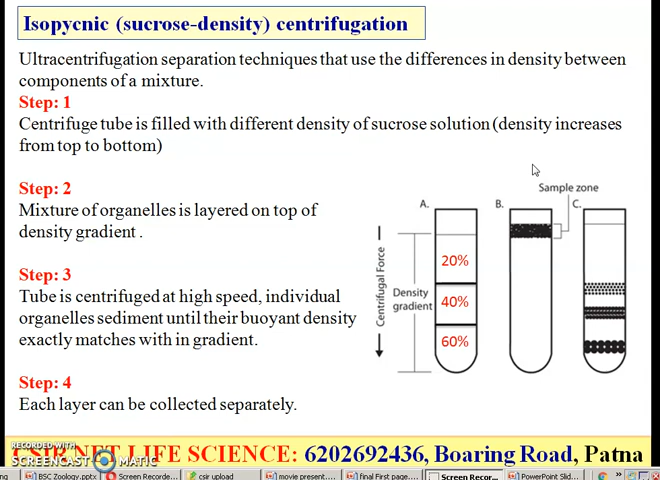 Isopycnic (sucrose-density) centrifugation
Ultracentrifugation separation techniques that use the differences in density between
components of a mixture.
Step: 1
Centrifuge tube is filled with different density of sucrose solution (density increases
from top to bottom)
Step: 2
Mixture of organelles is layered on top of
density gradient .
Step: 3
Tube is centrifuged at high speed, individual
organelles sediment until their buoyant density
exactly matches with in gradient.
Step: 4
Each layer can be collected separately.
Sample zone
A.
B.
C.
Centrifugal Force
Density
gradient
20%
40%
60%
CSIR NET LIFE SCIENCE: 6202692436, Boaring Road, Patna
RECORDED WITH
SCREENCAST MATIC
ng
BSC Zoology.pptx
Screen Recorde...
csir upload
movie present...
final First page...
Screen Recor...
PowerPoint Slid...